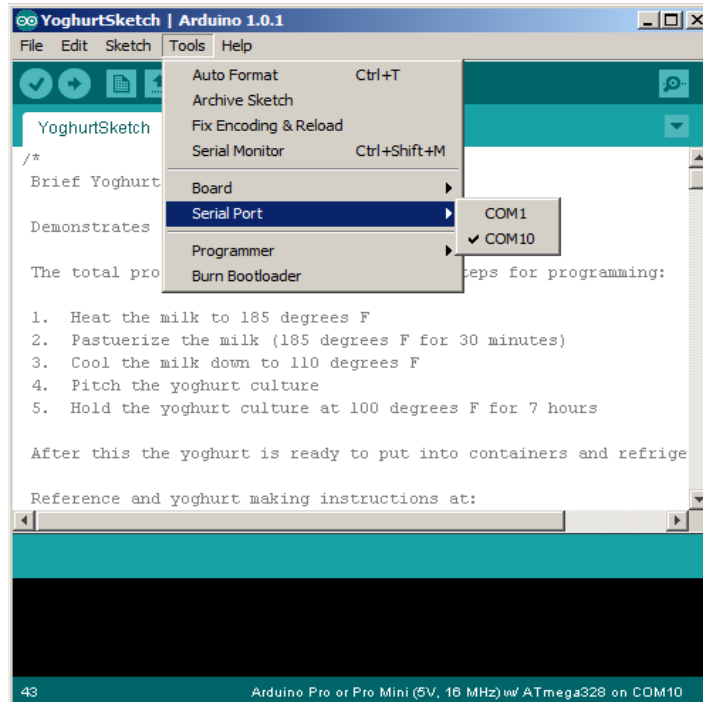 YoghurtSketch | Arduino 1.0.1
File Edit Sketch Tools Help
Auto Format Ctrl+T
Archive Sketch
Fix Encoding & Reload
Serial Monitor Ctrl+Shift+M
Board
Serial Port
Programmer
Burn Bootloader
COM1
COM10
YoghurtSketch
/*
Brief Yoghurt
Demonstrates
The total pro teps for programming:
1. Heat the milk to 185 degrees F
2. Pastuerize the milk (185 degrees F for 30 minutes)
3. Cool the milk down to 110 degrees F
4. Pitch the yoghurt culture
5. Hold the yoghurt culture at 100 degrees F for 7 hours
After this the yoghurt is ready to put into containers and refrige
Reference and yoghurt making instructions at:
43 Arduino Pro or Pro Mini (5V, 16 MHz) w/ ATmega328 on COM10